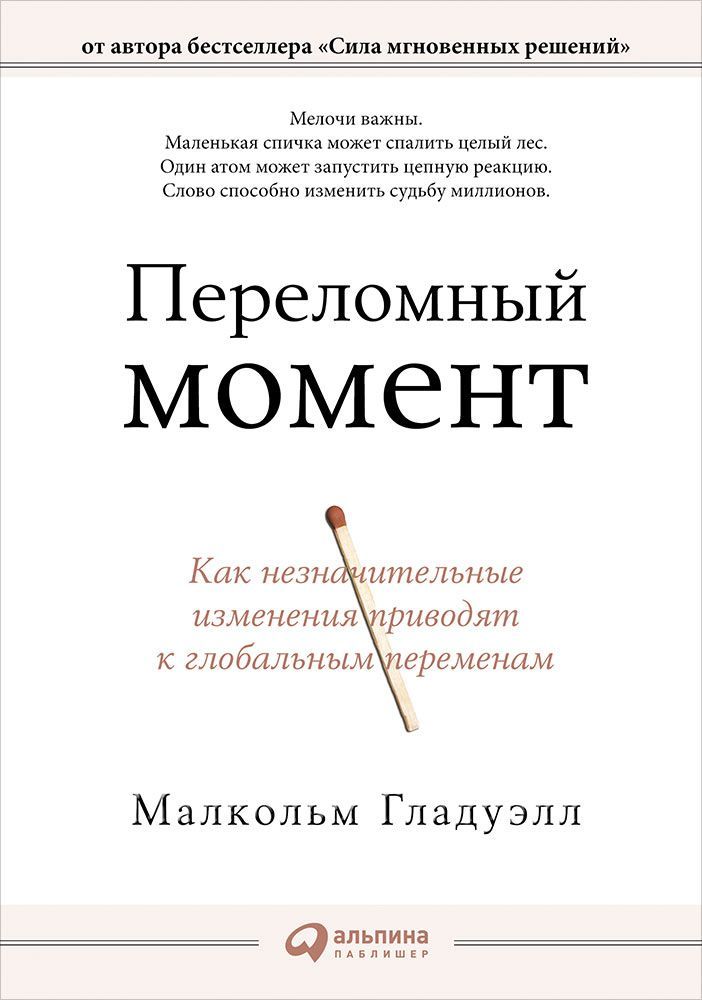 от автора бестселлера «Сила мгновенных решений»
Мелочи важны.
Маленькая спичка может спалить целый лес.
Один атом может запустить цепную реакцию.
Слово способно изменить судьбу миллионов.
Переломный
момент
Как незначительные
изменения приводят
к глобальным переменам
Малкольм Гладуэлл
альпина
ПАБЛИШЕР